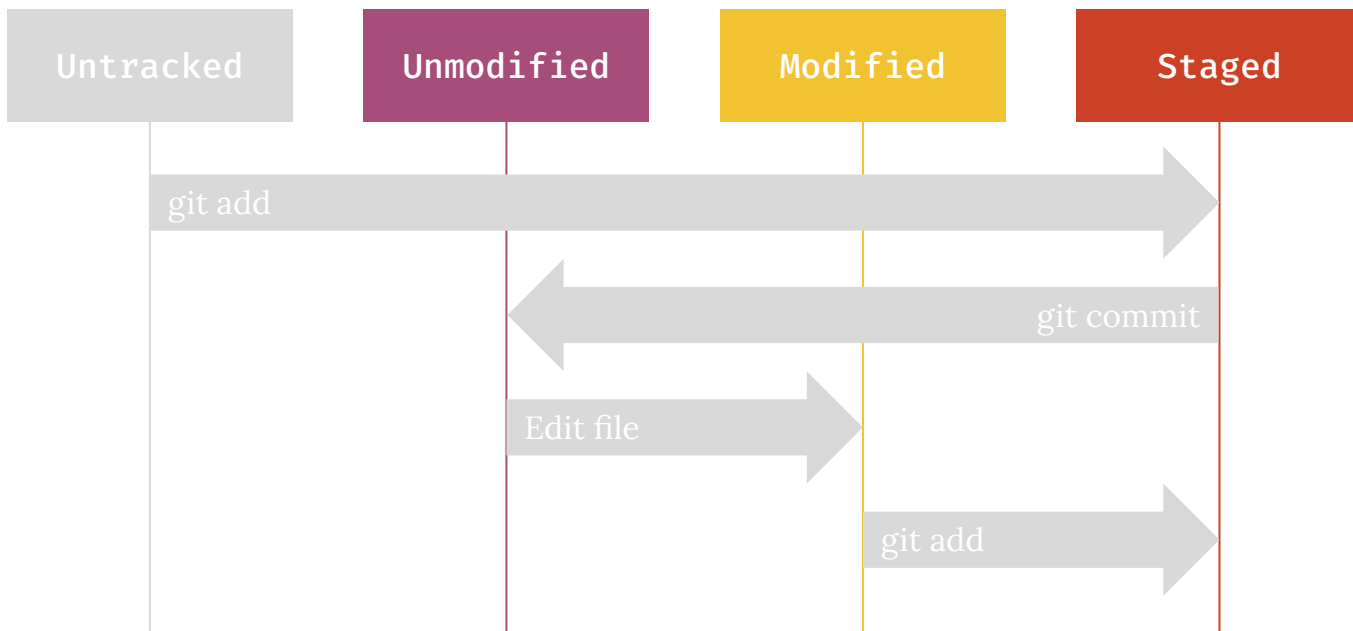 Untracked
Unmodified
Modified
Staged
git add
git commit
Edit file
git add